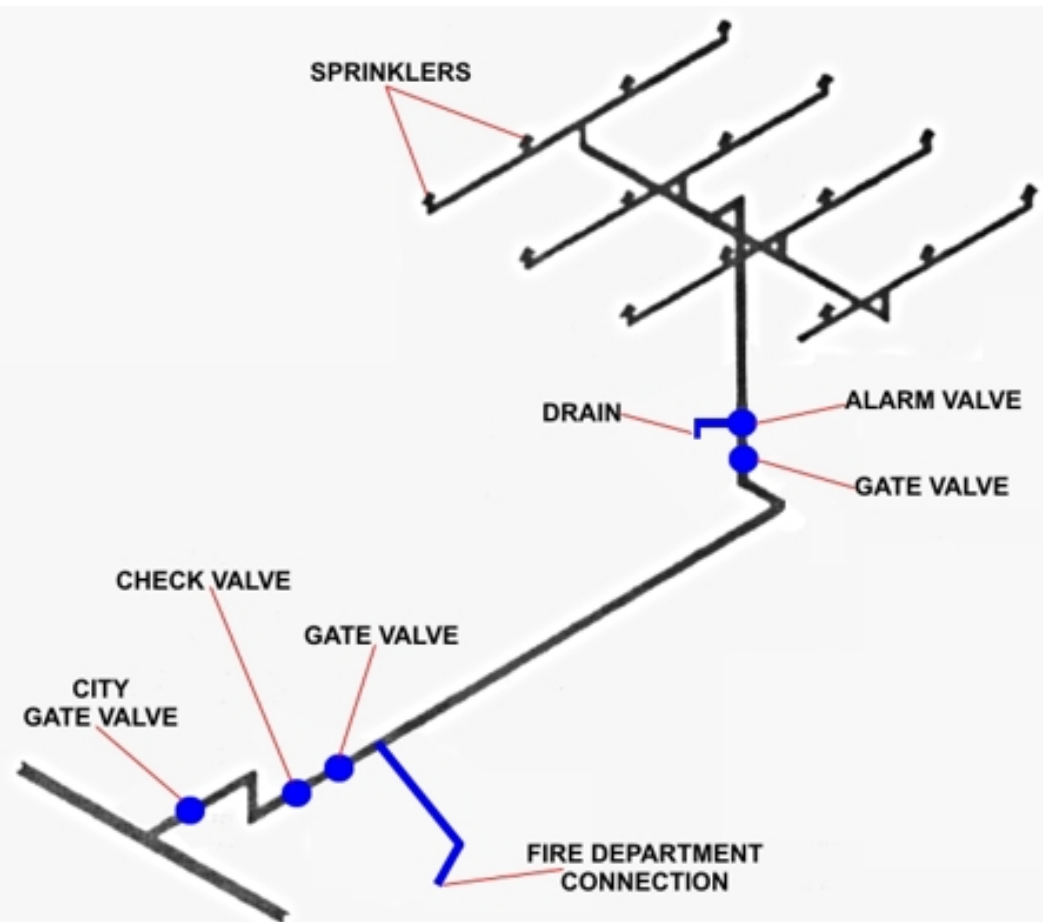 SPRINKLERS
DRAIN
ALARM VALVE
GATE VALVE
CHECK VALVE
GATE VALVE
CITY
GATE VALVE
FIRE DEPARTMENT
CONNECTION